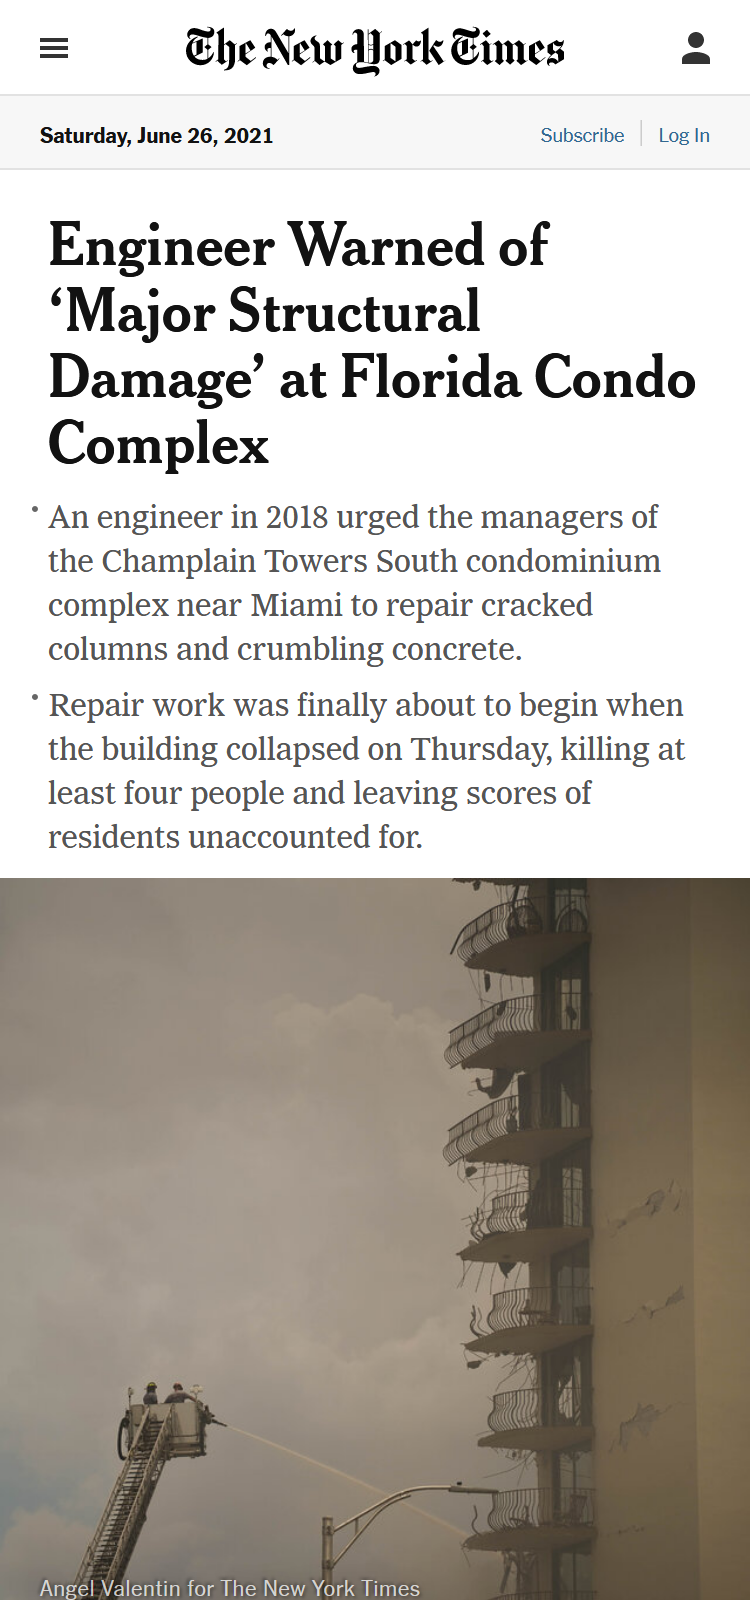 The New York Times
Saturday, June 26, 2021
Subscribe
Log In
Engineer Warned of
‘Major Structural
Damage’ at Florida Condo
Complex
• An engineer in 2018 urged the managers of
the Champlain Towers South condominium
complex near Miami to repair cracked
columns and crumbling concrete.
• Repair work was finally about to begin when
the building collapsed on Thursday, killing at
least four people and leaving scores of
residents unaccounted for.
Angel Valentin for The New York Times